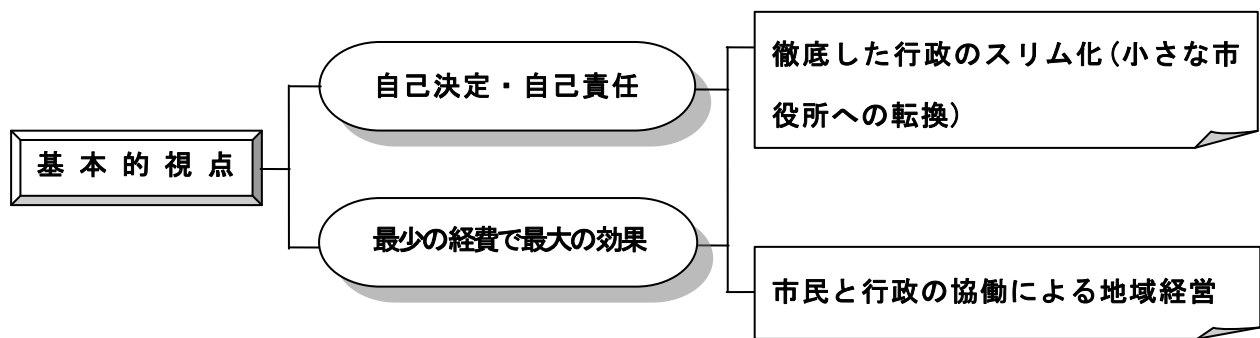 基本的視点
自己決定・自己責任
最少の経費で最大の効果
徹底した行政のスリム化(小さな市
役所への転換)
市民と行政の協働による地域経営